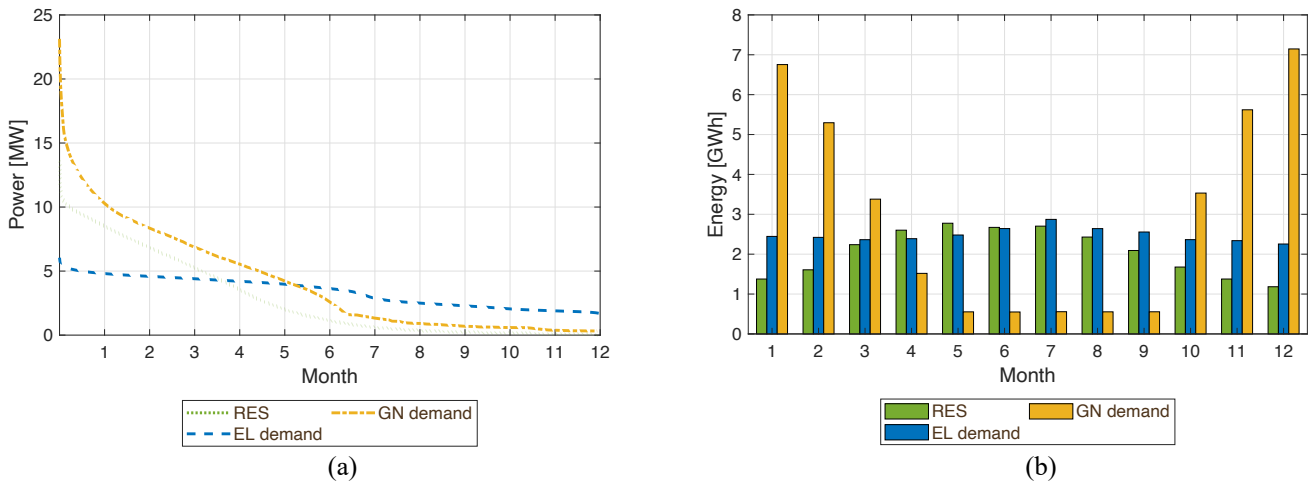 25
20
15
10
5
0
Power [MW]
1 2 3 4 5 6 7 8 9 10 11 12
Month
RES GN demand
EL demand
(a)
8
7
6
5
4
3
2
1
0
Energy [GWh]
1 2 3 4 5 6 7 8 9 10 11 12
Month
RES GN demand
EL demand
(b)